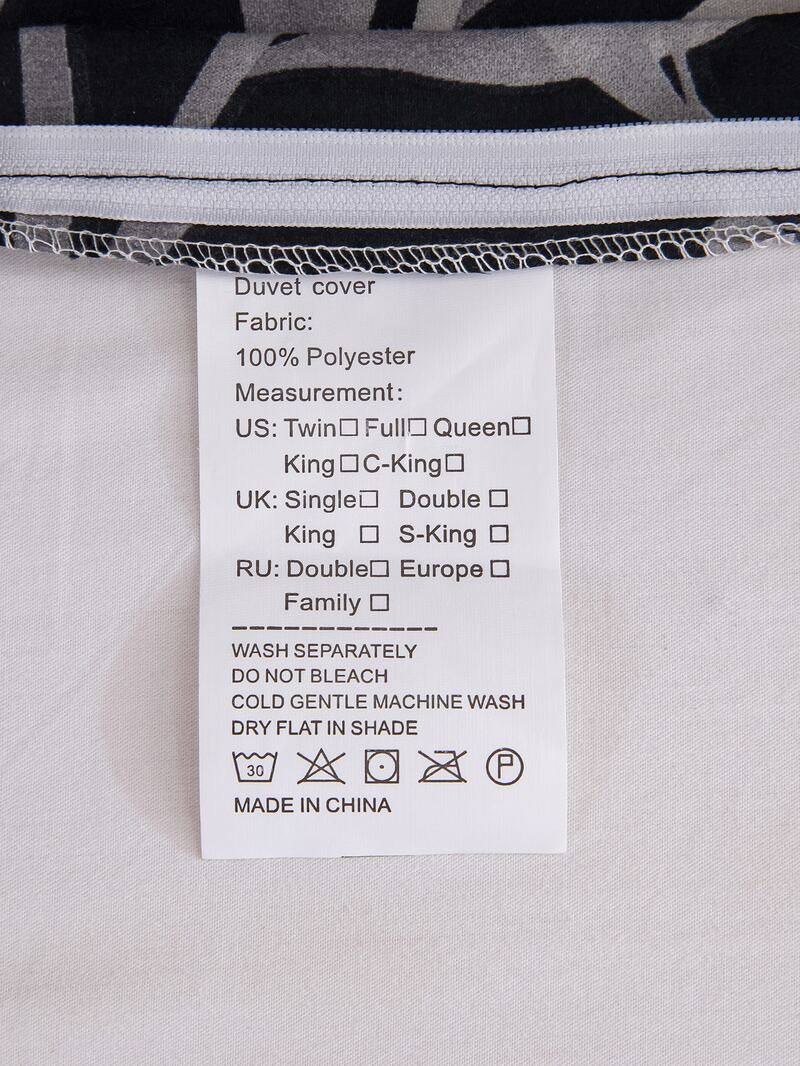 Duvet cover
Fabric:
100% Polyester
Measurement:
US: Twin☐ Full☐ Queen☐
King☐ C-King☐
UK: Single☐ Double ☐
King ☐ S-King ☐
RU: Double☐ Europe ☐
Family ☐
WASH SEPARATELY
DO NOT BLEACH
COLD GENTLE MACHINE WASH
DRY FLAT IN SHADE
30 P
MADE IN CHINA